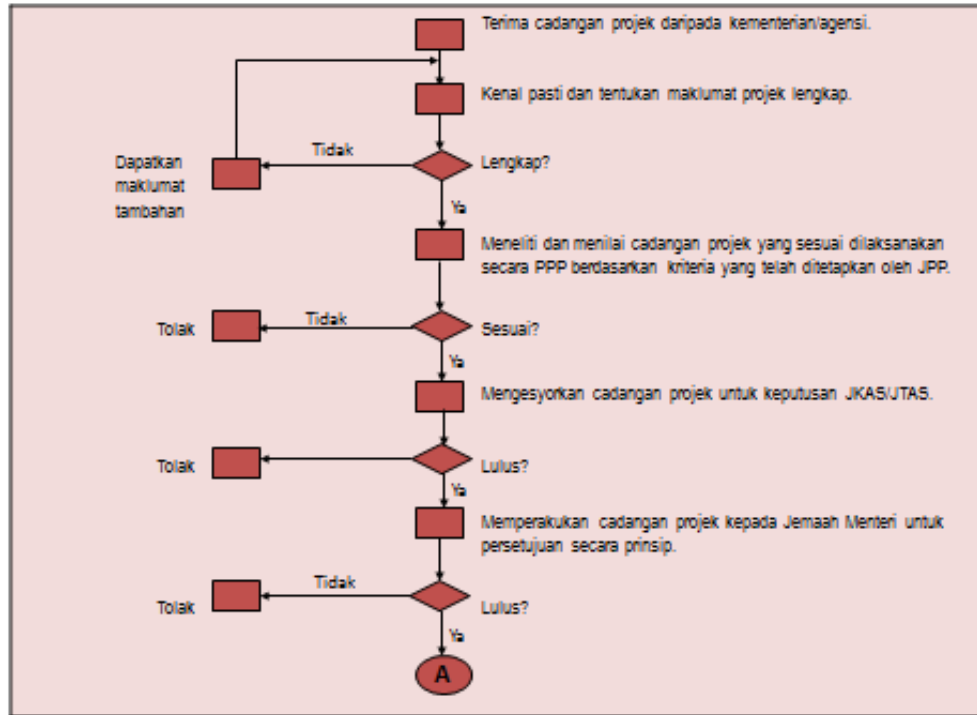 Terima cadangan projek daripada kementerian/agensi.
Kenal pasti dan tentukan maklumat projek lengkap.
Tidak
Lengkap?
Dapatkan
maklumat
tambahan
Ya
Meneliti dan menilai cadangan projek yang sesuai dilaksanakan
secara PPP berdasarkan kriteria yang telah ditetapkan oleh JPP.
Tolak
Tidak
Sesuai?
Ya
Mengesyorkan cadangan projek untuk keputusan JKAS/JTAS.
Tolak
Lulus?
Ya
Memperakukan cadangan projek kepada Jemaah Menteri untuk
persetujuan secara prinsip.
Tidak
Tolak
Lulus?
Ya
A